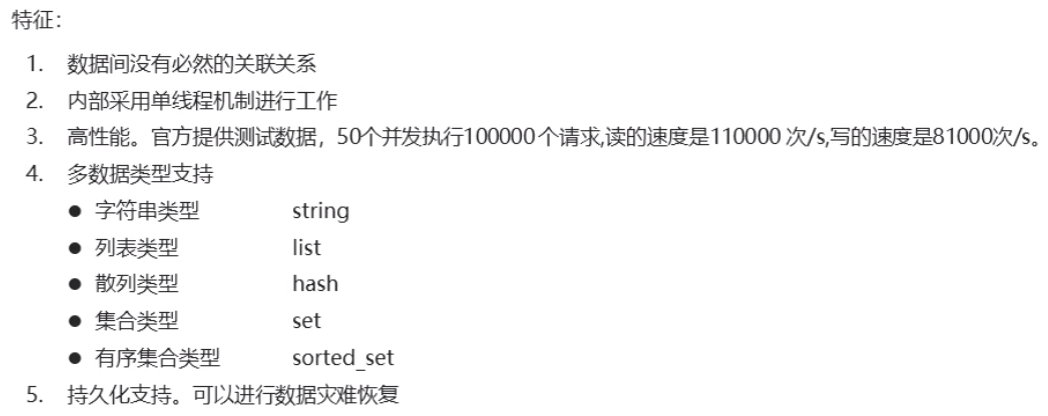 特征：
1. 数据间没有必然的关联关系
2. 内部采用单线程机制进行工作
3. 高性能。官方提供测试数据，50个并发执行100000 个请求,读的速度是110000 次/s,写的速度是81000次/s。
4. 多数据类型支持
● 字符串类型 string
● 列表类型 list
● 散列类型 hash
● 集合类型 set
● 有序集合类型 sorted_set
5. 持久化支持。可以进行数据灾难恢复